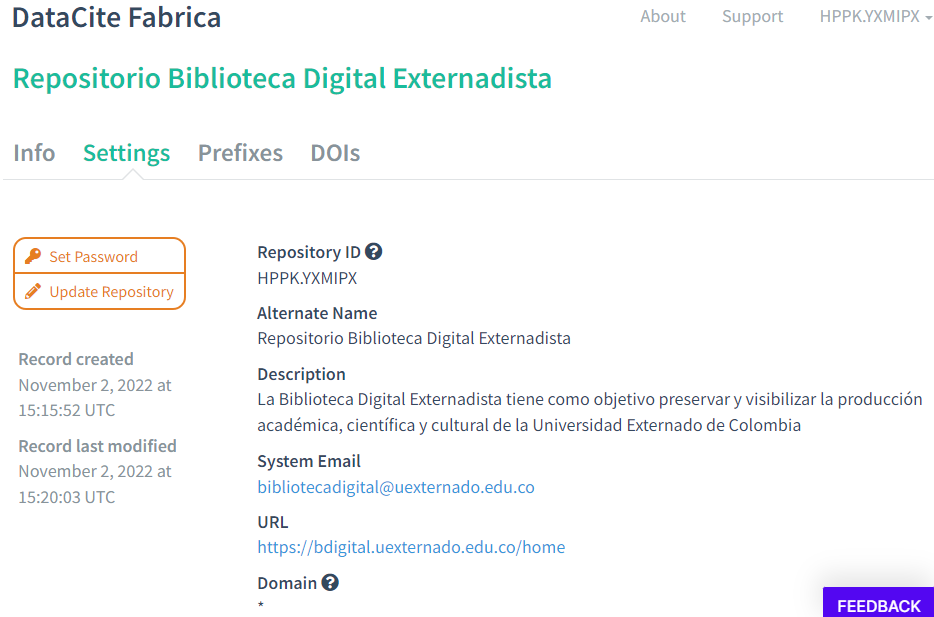 DataCite Fabrica
About Support HPPK.YXMIPX
Repositorio Biblioteca Digital Externadista
Info Settings Prefixes DOIs
Set Password
Update Repository
Record created
November 2, 2022 at
15:15:52 UTC
Record last modified
November 2, 2022 at
15:20:03 UTC
Repository ID ?
HPPK.YXMIPX
Alternate Name
Repositorio Biblioteca Digital Externadista
Description
La Biblioteca Digital Externadista tiene como objetivo preservar y visibilizar la producción
académica, científica y cultural de la Universidad Externado de Colombia
System Email
bibliotecadigital@uexternado.edu.co
URL
https://bdigital.uexternado.edu.co/home
Domain ?
*
FEEDBACK